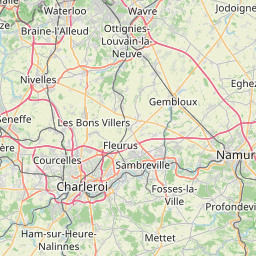 Waterloo
Wavre
Jodoigne
Braine-l'Alleud
Ottignies-
Louvain-la-
Neuve
Nivelles
Eghez
Gembloux
Seneffe
Les Bons Villers
Fleurus
Courcelles
Sambreville
Namur
Charleroi
Fosses-la-
Ville
Profondevi
Ham-sur-Heure-
Nalinnes
Mettet